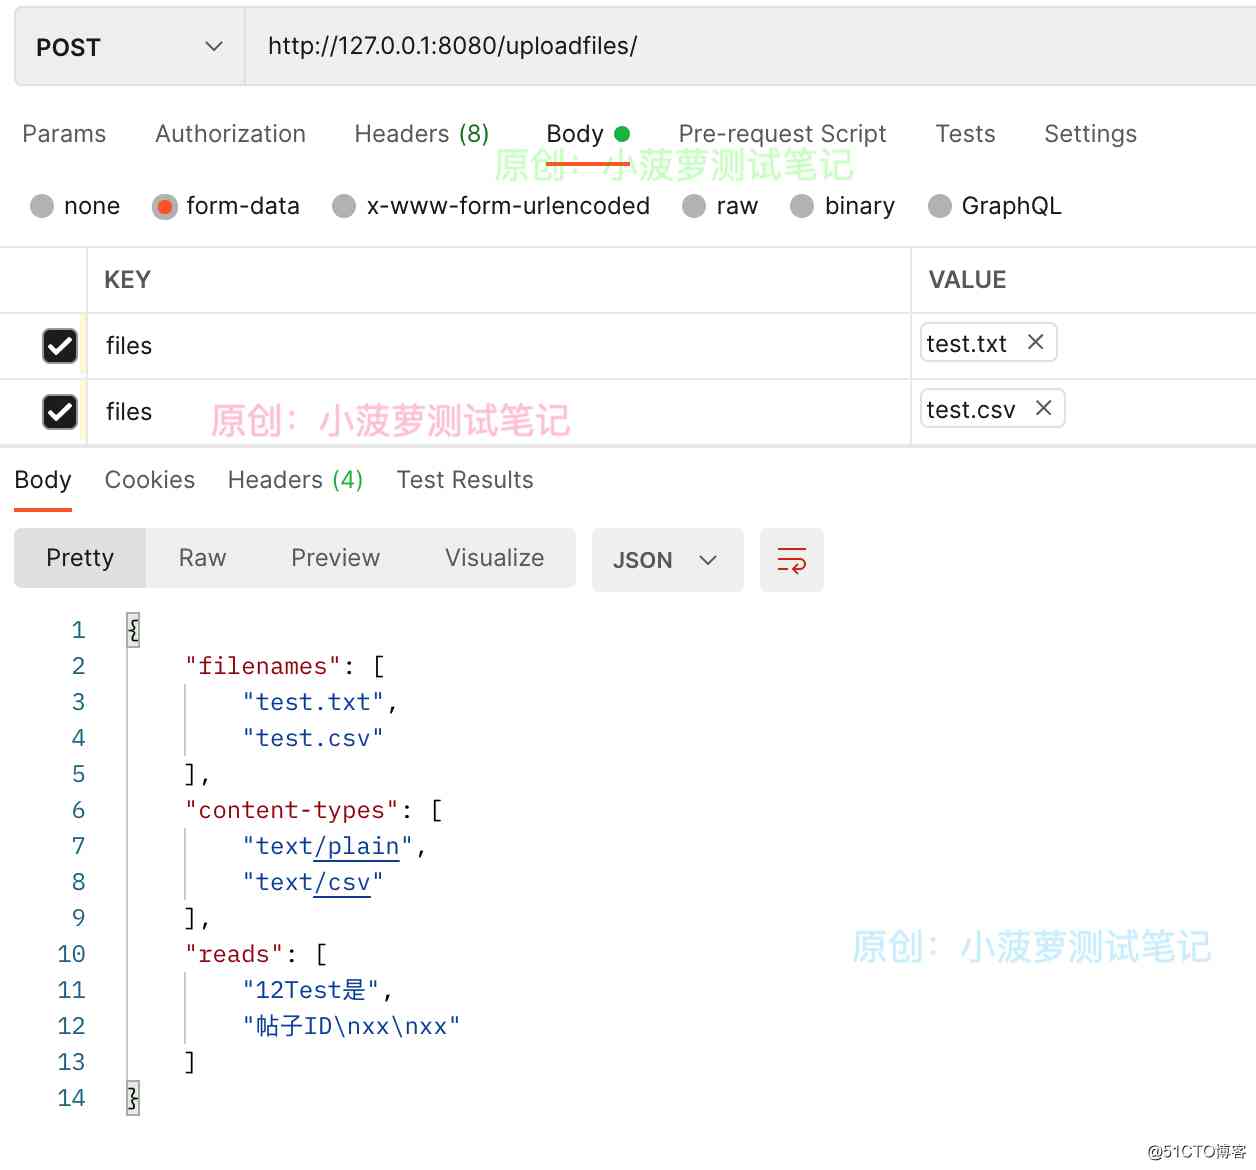 POST http://127.0.0.1:8080/uploadfiles/
Params Authorization Headers (8) Body Pre-request Script Tests Settings
原创：小菠萝测试笔记
none form-data x-www-form-urlencoded raw binary GraphQL
KEY VALUE
files test.txt
files test.csv
原创：小菠萝测试笔记
Body Cookies Headers (4) Test Results
Pretty Raw Preview Visualize JSON
1 {
2 "filenames": [
3 "test.txt",
4 "test.csv"
5 ],
6 "content-types": [
7 "text/plain",
8 "text/csv"
9 ],
10 "reads": [
原创：小菠萝测试笔记
11 "12Test是",
12 "帖子ID\nxx\nxx"
13 ]
14 }
@51CTO博客